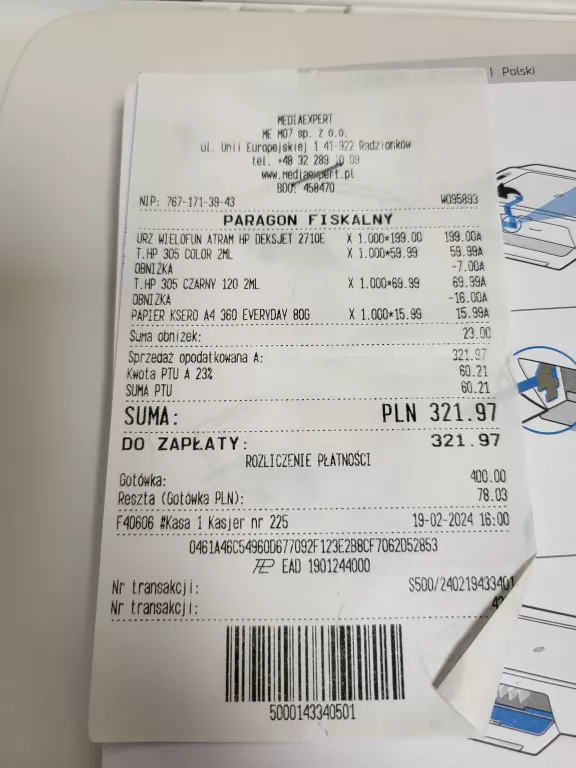 | Polski
MEDIAEXPERT
ME M07 sp. z o.o.
ul. Unii Europejskiej 1 41-922 Radzionków
tel. +48 32 289 10 09
www.mediaexpert.pl
BDO: 458470
NIP: 767-171-39-43 W095893
PARAGON FISKALNY
URZ WIELOFUN ATRAM HP DEKSJET 2710E X 1.000*199.00 199.00A
T.HP 305 COLOR 2ML X 1.000*59.99 59.99A
OBNIŻKA -7.00A
T.HP 305 CZARNY 120 2ML X 1.000*69.99 69.99A
OBNIŻKA -16.00A
PAPIER KSERO A4 360 EVERYDAY 80G X 1.000*15.99 15.99A
Suma obniżek: 23.00
Sprzedaż opodatkowana A: 321.97
Kwota PTU A 23% 60.21
SUMA PTU 60.21
SUMA: PLN 321.97
DO ZAPŁATY: 321.97
ROZLICZENIE PŁATNOŚCI
Gotówka: 400.00
Reszta (Gotówka PLN): 78.03
F40606 #Kasa 1 Kasjer nr 225 19-02-2024 16:00
0461A46C54960D677092F123E2B8CF7062D52853
EAD 1901244000
Nr transakcji: S500/240219433401
Nr transakcji:
5000143340501